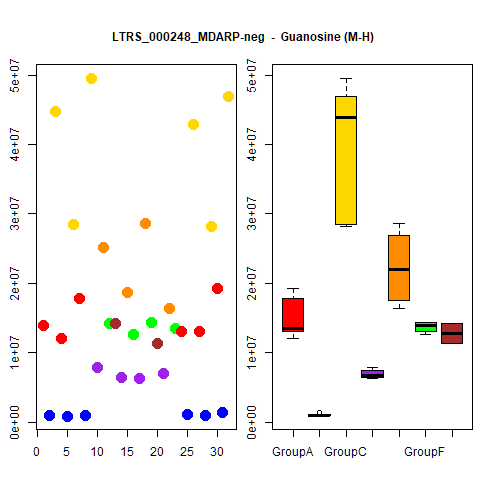 LTRS_000248_MDARP-neg - Guanosine (M-H)
5e+07
4e+07
3e+07
2e+07
1e+07
0e+00
0 5 10 15 20 25 30
5e+07
4e+07
3e+07
2e+07
1e+07
0e+00
GroupA GroupC GroupF